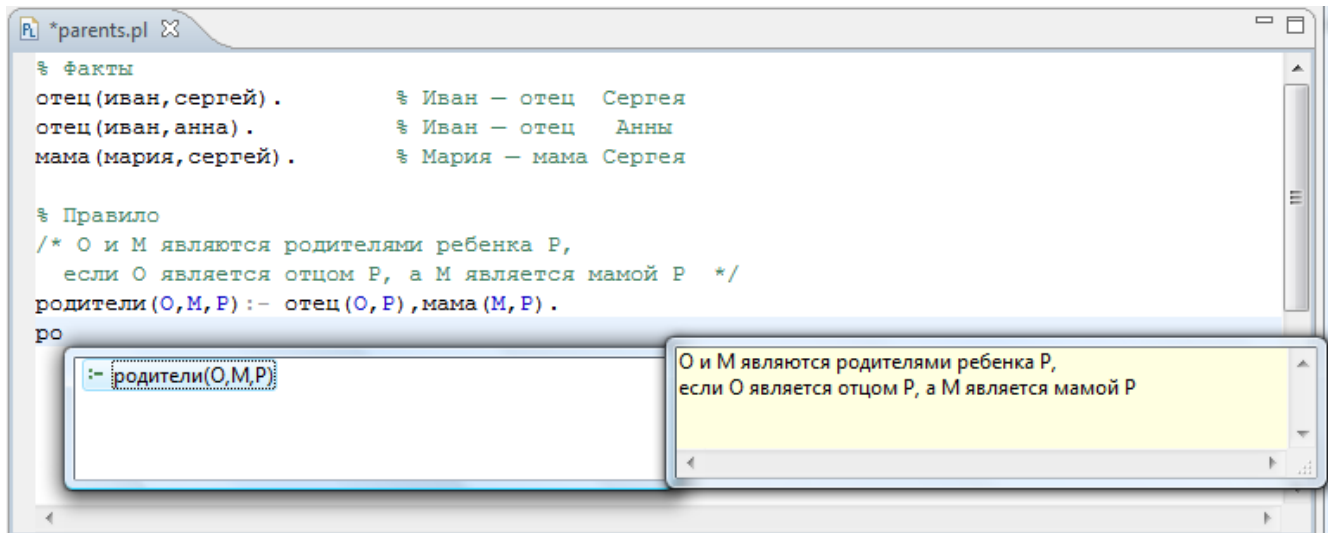 *parents.pl
% Факты
отец(иван,сергей). % Иван — отец Сергея
отец(иван,анна). % Иван — отец Анны
мама(мария,сергей). % Мария — мама Сергея
% Правило
/* О и М являются родителями ребенка Р,
если О является отцом Р, а М является мамой Р */
родители(О,М,Р):- отец(О,Р),мама(М,Р).
ро
:- родители(О,М,Р)
О и М являются родителями ребенка Р,
если О является отцом Р, а М является мамой Р